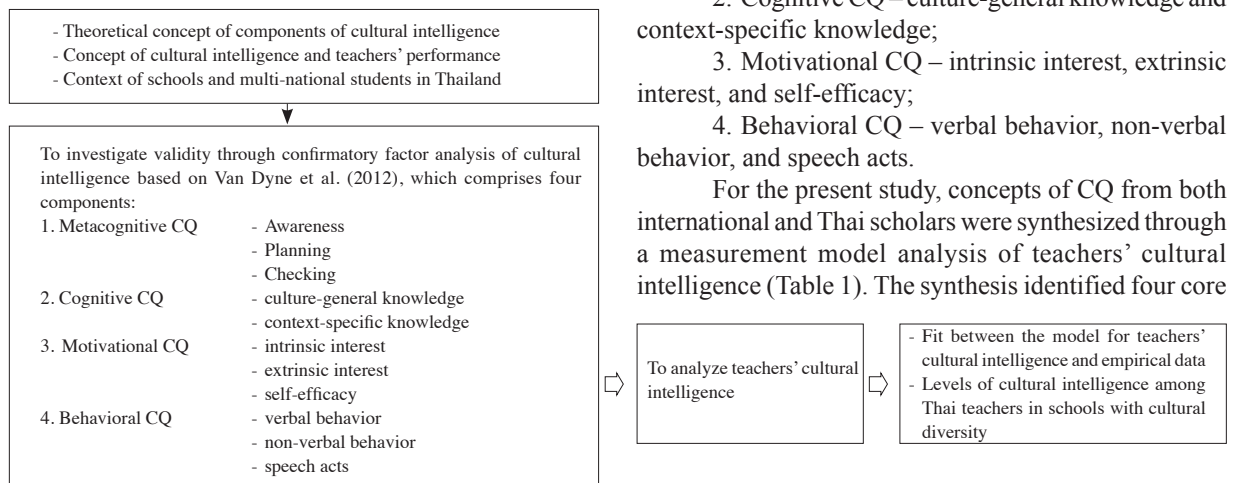 - Theoretical concept of components of cultural intelligence
- Concept of cultural intelligence and teachers' performance
- Context of schools and multi-national students in Thailand
To investigate validity through confirmatory factor analysis of cultural
intelligence based on Van Dyne et al. (2012), which comprises four
components:
1. Metacognitive CQ - Awareness
- Planning
- Checking
2. Cognitive CQ - culture-general knowledge
- context-specific knowledge
3. Motivational CQ - intrinsic interest
- extrinsic interest
- self-efficacy
4. Behavioral CQ - verbal behavior
- non-verbal behavior
- speech acts
2. Cognitive CQ – culture-general knowledge and
context-specific knowledge;
3. Motivational CQ – intrinsic interest, extrinsic
interest, and self-efficacy;
4. Behavioral CQ – verbal behavior, non-verbal
behavior, and speech acts.
For the present study, concepts of CQ from both
international and Thai scholars were synthesized through
a measurement model analysis of teachers' cultural
intelligence (Table 1). The synthesis identified four core
To analyze teachers' cultural
intelligence
- Fit between the model for teachers'
cultural intelligence and empirical data
- Levels of cultural intelligence among
Thai teachers in schools with cultural
diversity